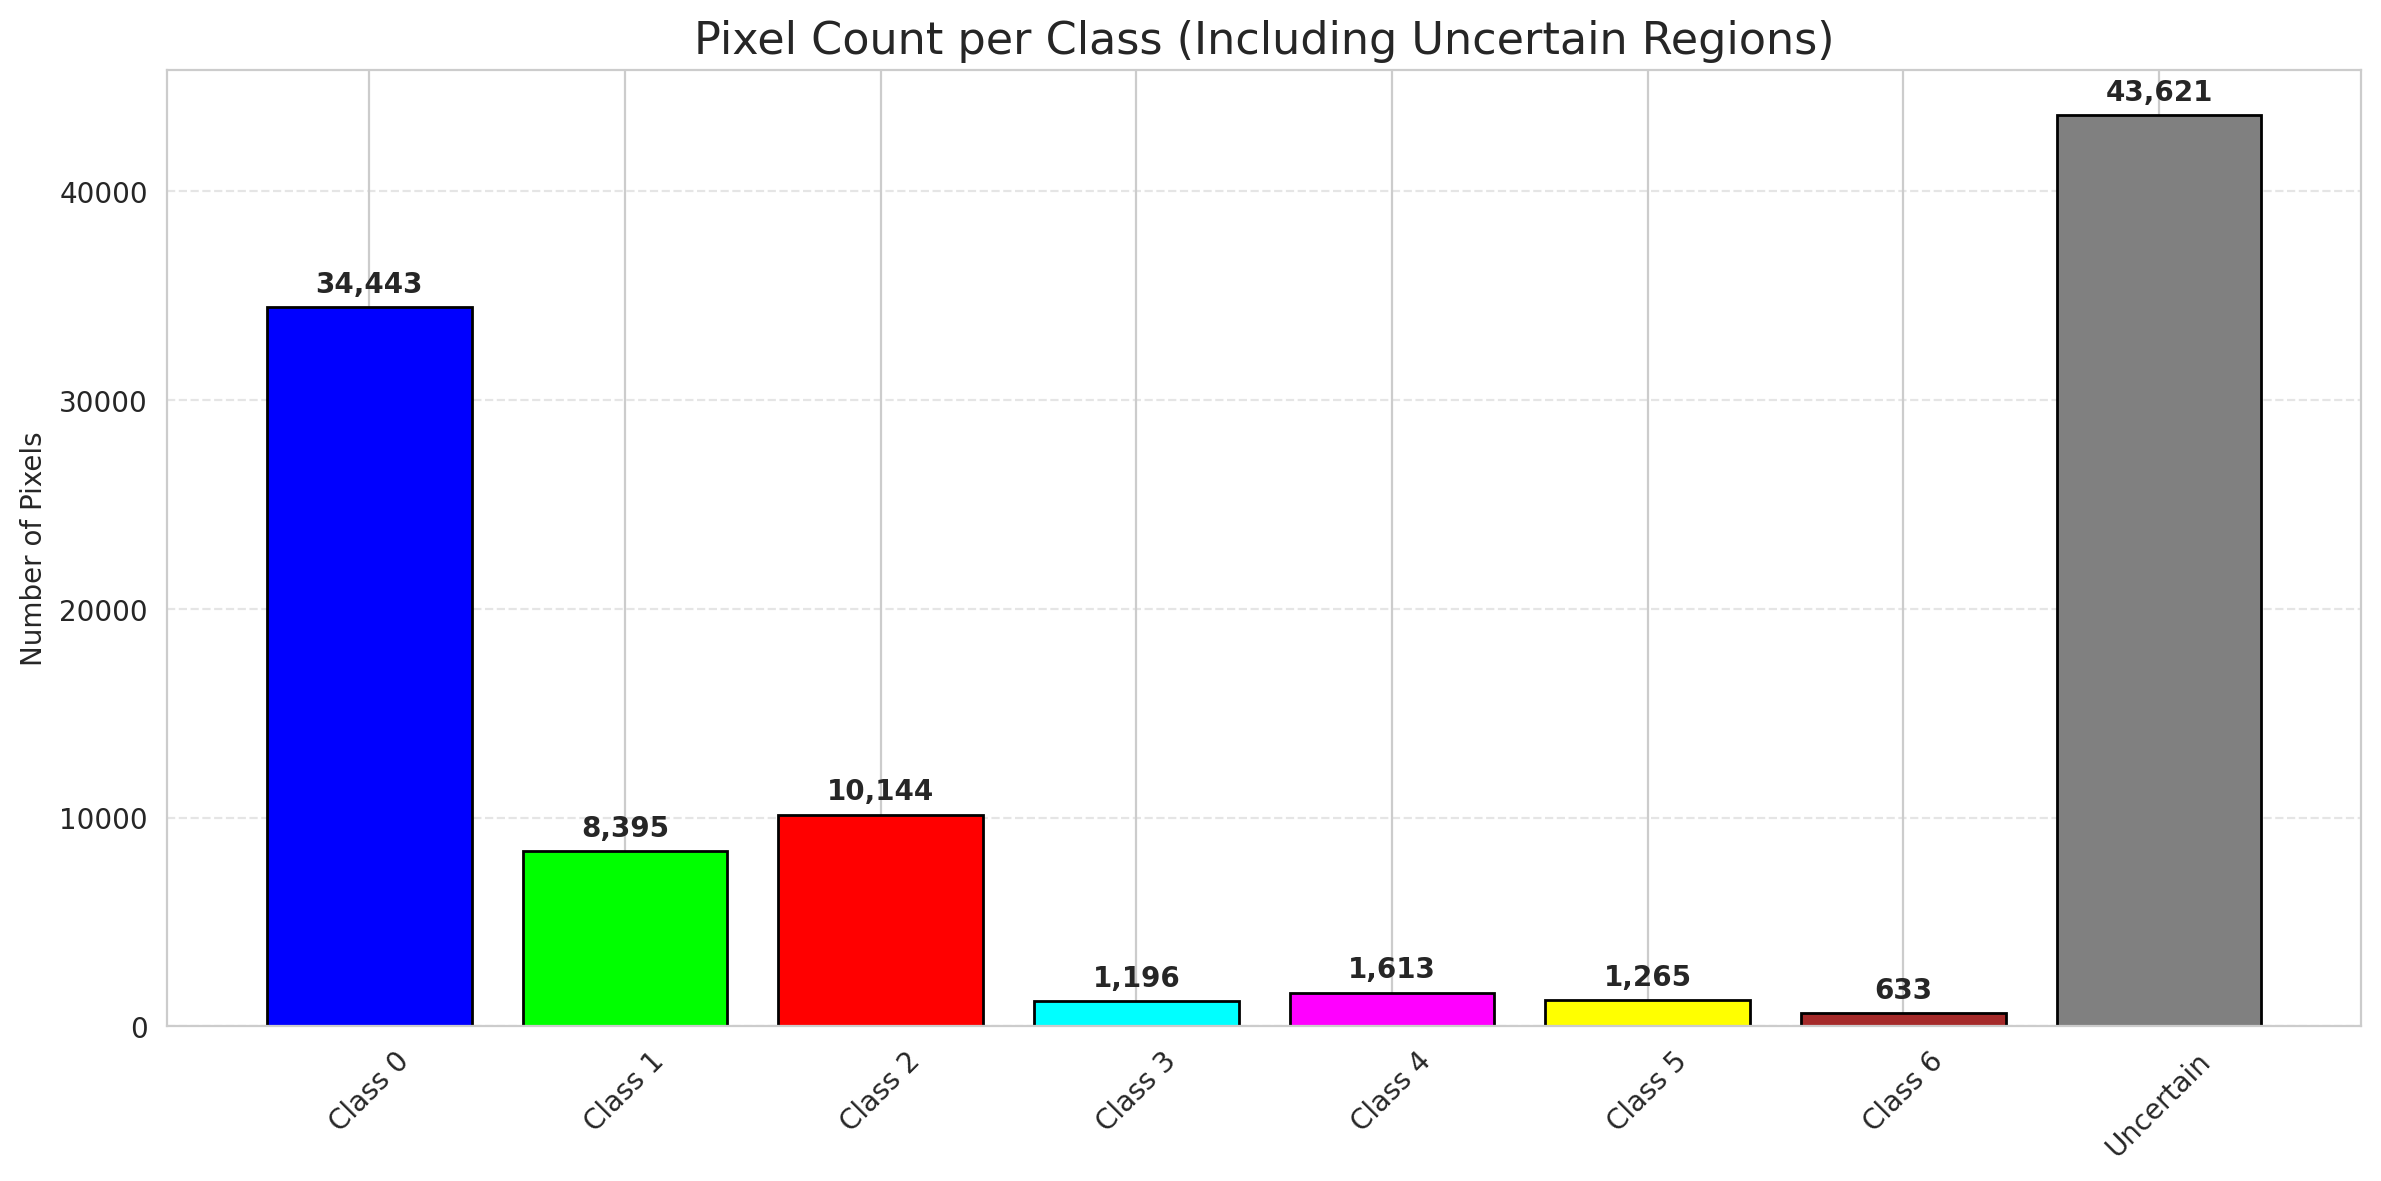 Pixel Count per Class (Including Uncertain Regions)
Number of Pixels
40000
30000
20000
10000
0
34,443
8,395
10,144
1,196
1,613
1,265
633
43,621
Class 0
Class 1
Class 2
Class 3
Class 4
Class 5
Class 6
Uncertain